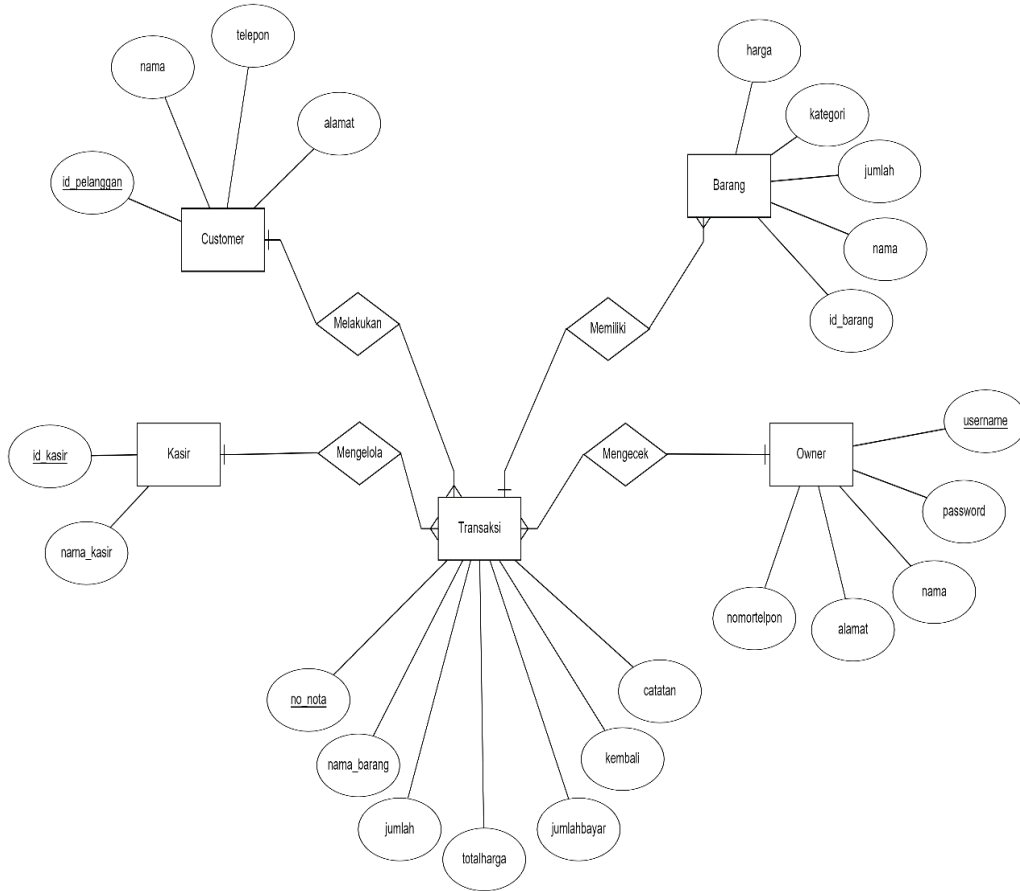 telepon
nama
harga
alamat
kategori
id_pelanggan
jumlah
Barang
Customer
nama
Melakukan
Memiliki
id_barang
username
id_kasir
Kasir
Mengelola
Mengecek
Owner
password
Transaksi
nama_kasir
nama
nomortelpon
alamat
no_nota
catatan
nama_barang
kembali
jumlah
jumlahbayar
totalharga